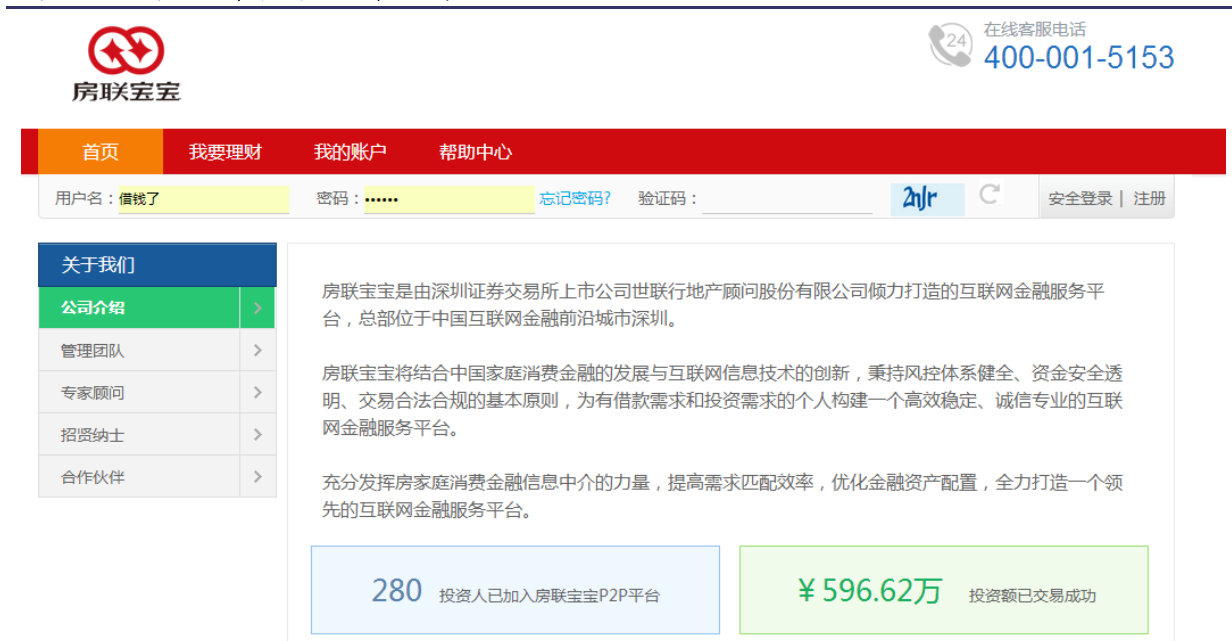 房联宝宝
在线客服电话
24
400-001-5153
首页 我要理财 我的账户 帮助中心
用户名：借钱了 密码：•••••• 忘记密码? 验证码： 2nJr 安全登录 | 注册
关于我们
公司介绍
管理团队
专家顾问
招贤纳士
合作伙伴
房联宝宝是由深圳证券交易所上市公司世联行地产顾问股份有限公司倾力打造的互联网金融服务平
台，总部位于中国互联网金融前沿城市深圳。
房联宝宝将结合中国家庭消费金融的发展与互联网信息技术的创新，秉持风控体系健全、资金安全透
明、交易合法合规的基本原则，为有借款需求和投资需求的个人构建一个高效稳定、诚信专业的互联
网金融服务平台。
充分发挥房家庭消费金融信息中介的力量，提高需求匹配效率，优化金融资产配置，全力打造一个领
先的互联网金融服务平台。
280 投资人已加入房联宝宝P2P平台
￥596.62万 投资额已交易成功